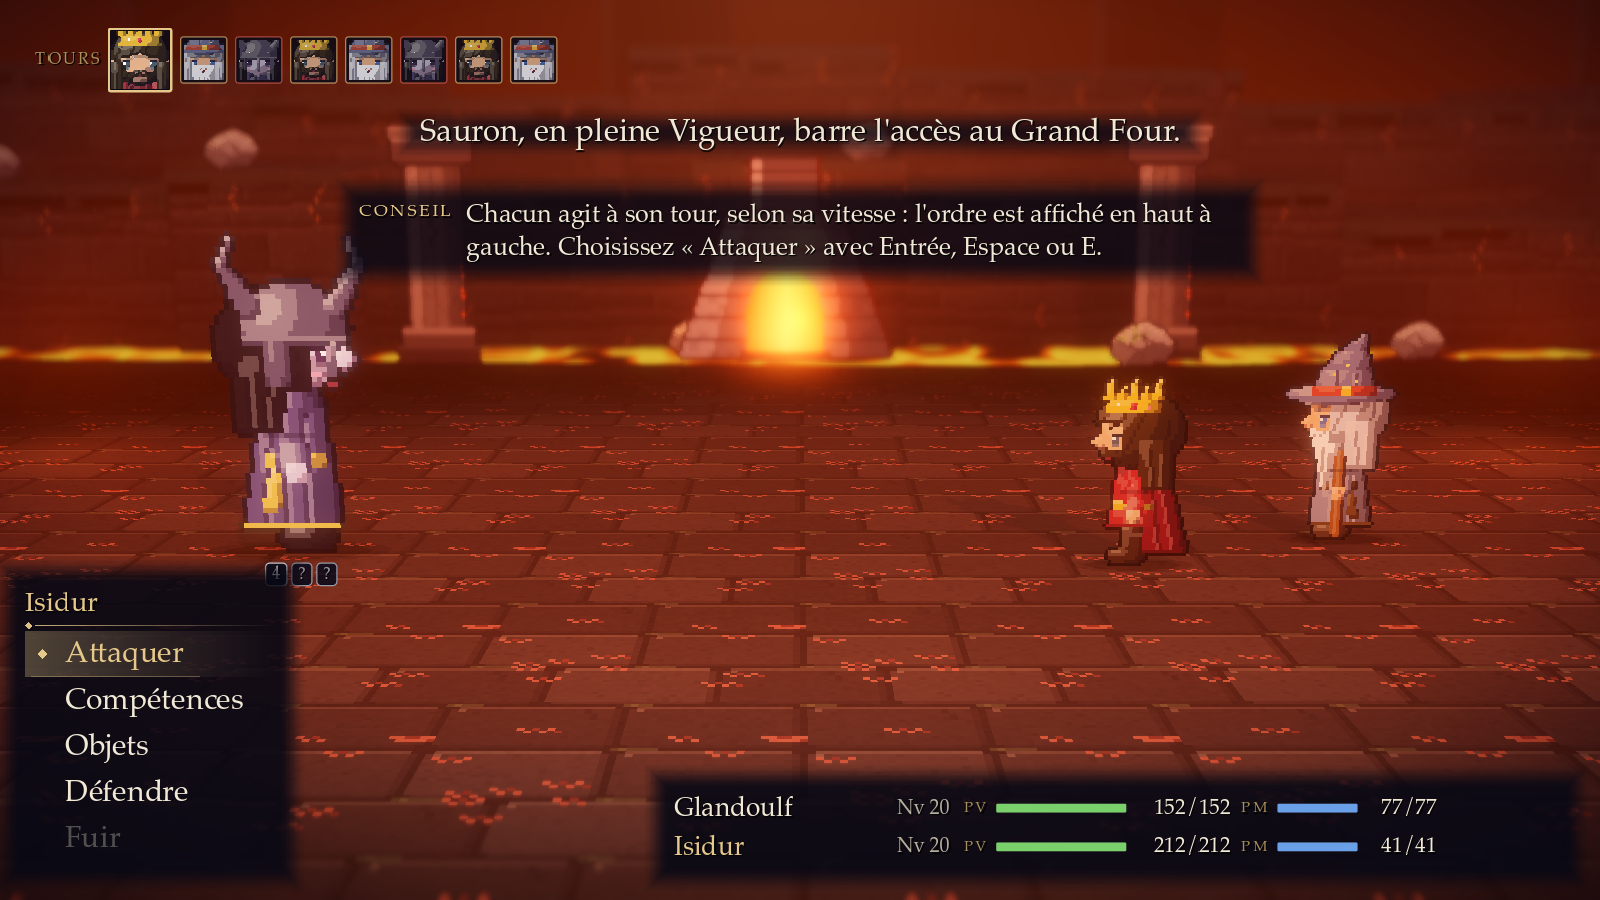 TOURS
Sauron, en pleine Vigueur, barre l'accès au Grand Four.
CONSEIL Chacun agit à son tour, selon sa vitesse : l'ordre est affiché en haut à
gauche. Choisissez « Attaquer » avec Entrée, Espace ou E.
4 ? ?
Isidur
Attaquer
Compétences
Objets
Défendre
Fuir
Glandoulf Nv 20 PV 152/152 PM 77/77
Isidur Nv 20 PV 212/212 PM 41/41